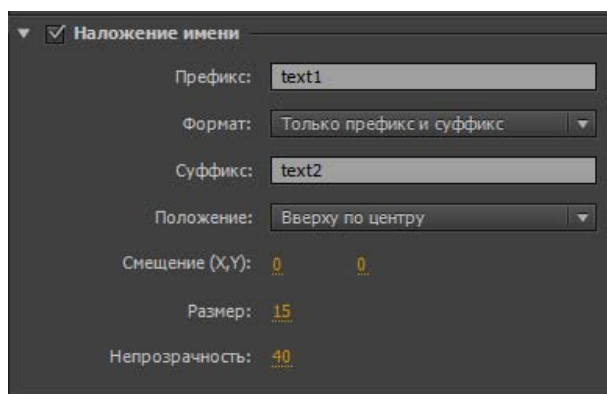 Наложение имени
Префикс: text1
Формат: Только префикс и суффикс
Суффикс: text2
Положение: Вверху по центру
Смещение (X,Y): 0 0
Размер: 15
Непрозрачность: 40